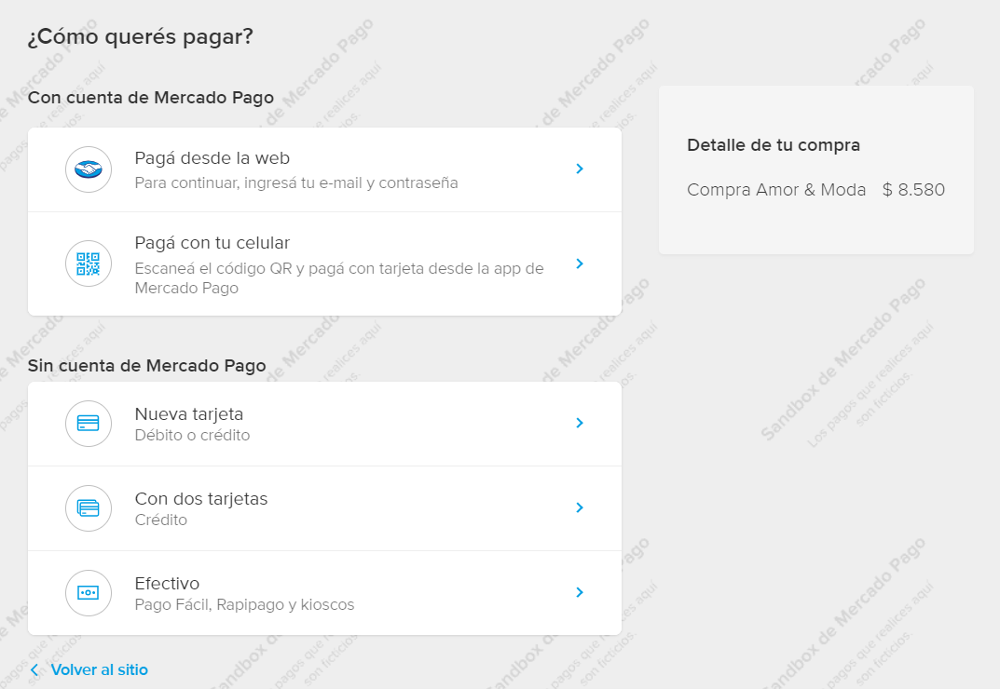 ¿Cómo querés pagar?
Con cuenta de Mercado Pago
Pagá desde la web
Para continuar, ingresá tu e-mail y contraseña
Pagá con tu celular
Escaneá el código QR y pagá con tarjeta desde la app de
Mercado Pago
Sin cuenta de Mercado Pago
Nueva tarjeta
Débito o crédito
Con dos tarjetas
Crédito
Efectivo
Pago Fácil, Rapipago y kioscos
Volver al sitio
Detalle de tu compra
Compra Amor & Moda $ 8.580
Sandbox de Mercado Pago
Los pagos que realices aquí
son ficticios.